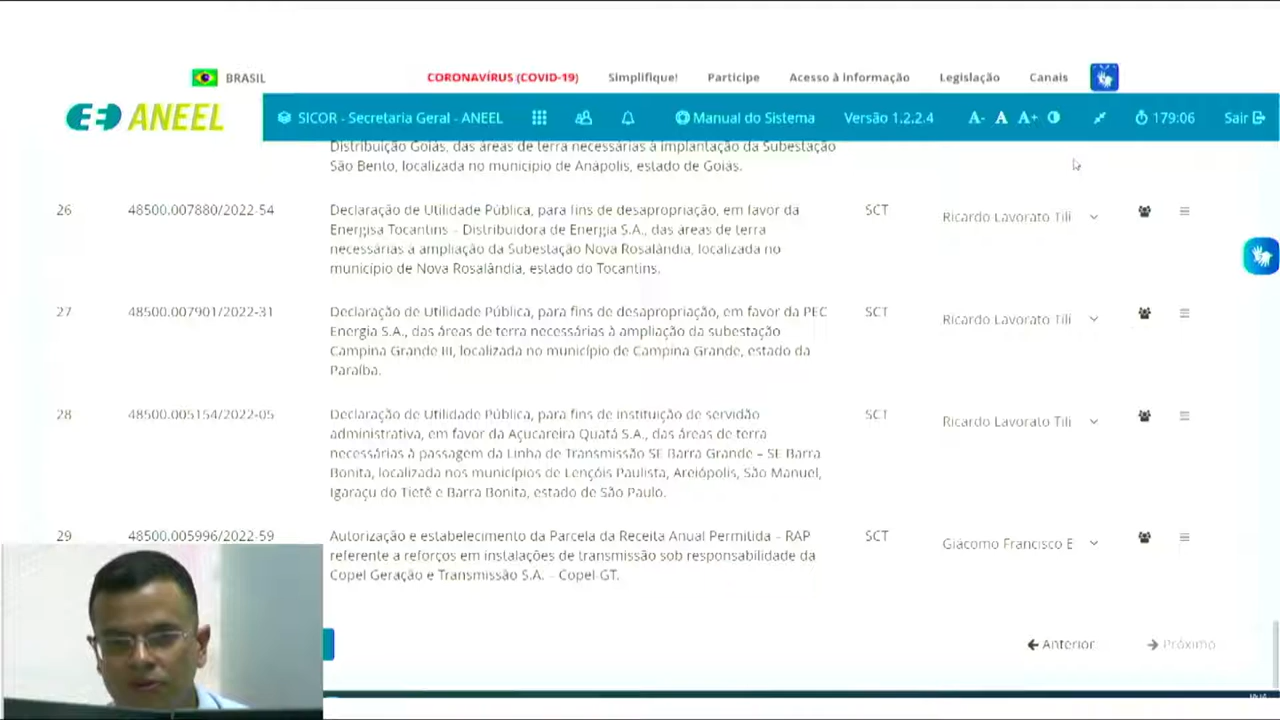 BRASIL
CORONAVÍRUS (COVID-19) Simplifique! Participe Acesso à informação Legislação Canais
ANEEL
SICOR - Secretaria Geral - ANEEL Manual do Sistema Versão 1.2.2.4 A- A A+ 179:06 Sair
Distribuição Goiás, das áreas de terra necessárias à implantação da Subestação
São Bento, localizada no município de Anápolis, estado de Goiás.
26 48500.007880/2022-54 Declaração de Utilidade Pública, para fins de desapropriação, em favor da SCT Ricardo Lavorato Tili
Energisa Tocantins – Distribuidora de Energia S.A., das áreas de terra
necessárias à ampliação da Subestação Nova Rosalândia, localizada no
município de Nova Rosalândia, estado do Tocantins.
27 48500.007901/2022-31 Declaração de Utilidade Pública, para fins de desapropriação, em favor da PEC SCT Ricardo Lavorato Tili
Energia S.A., das áreas de terra necessárias à ampliação da subestação
Campina Grande III, localizada no município de Campina Grande, estado da
Paraíba.
28 48500.005154/2022-05 Declaração de Utilidade Pública, para fins de instituição de servidão SCT Ricardo Lavorato Tili
administrativa, em favor da Açucareira Quatá S.A., das áreas de terra
necessárias à passagem da Linha de Transmissão SE Barra Grande – SE Barra
Bonita, localizada nos municípios de Lençóis Paulista, Areiópolis, São Manuel,
Igaraçu do Tietê e Barra Bonita, estado de São Paulo.
29 48500.005996/2022-59 Autorização e estabelecimento da Parcela da Receita Anual Permitida - RAP SCT Giácomo Francisco B
referente a reforços em instalações de transmissão sob responsabilidade da
Copel Geração e Transmissão S.A. - Copel GT.
Anterior Próximo